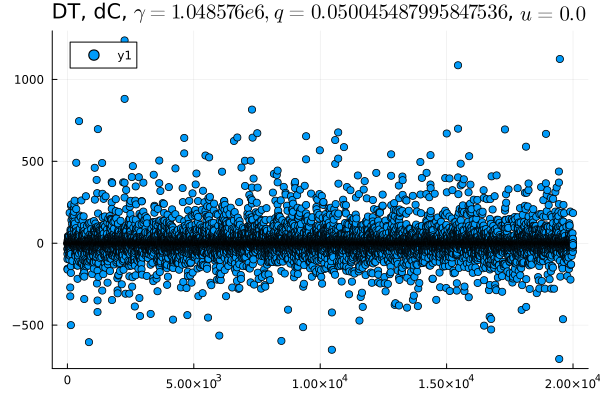 DT, dC, γ = 1.048576e6, q = 0.050045487995847536, u = 0.0
y1
1000
500
0
−500
0 5.00×10³ 1.00×10⁴ 1.50×10⁴ 2.00×10⁴